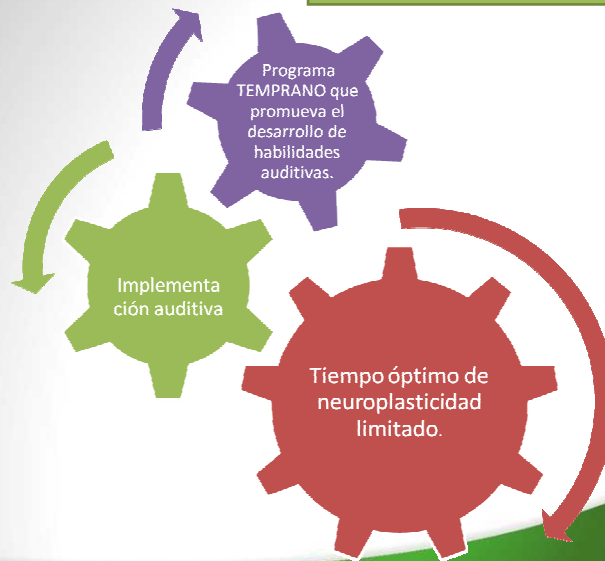 Programa
TEMPRANO que
promueva el
desarrollo de
habilidades
auditivas.
Implementa
ción auditiva
Tiempo óptimo de
neuroplasticidad
limitado.